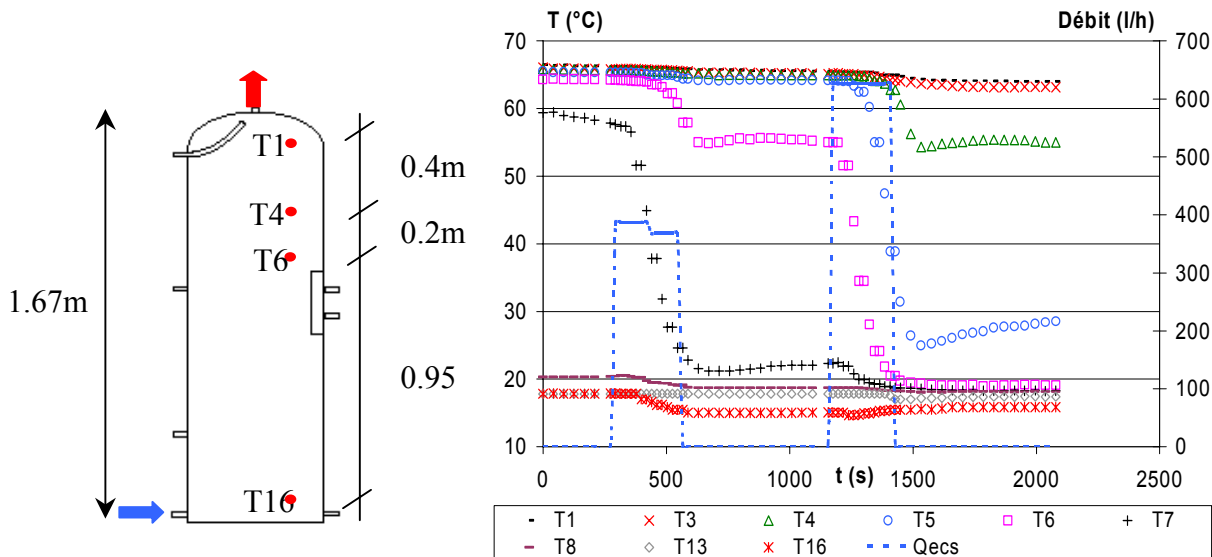 T1
0.4m
T4
0.2m
T6
1.67m
0.95
T16
T (°C)
Débit (l/h)
70
60
50
40
30
20
10
700
600
500
400
300
200
100
0
0
500
1000
1500
2000
2500
t (s)
T1
T3
T4
T5
T6
T7
T8
T13
T16
Qecs